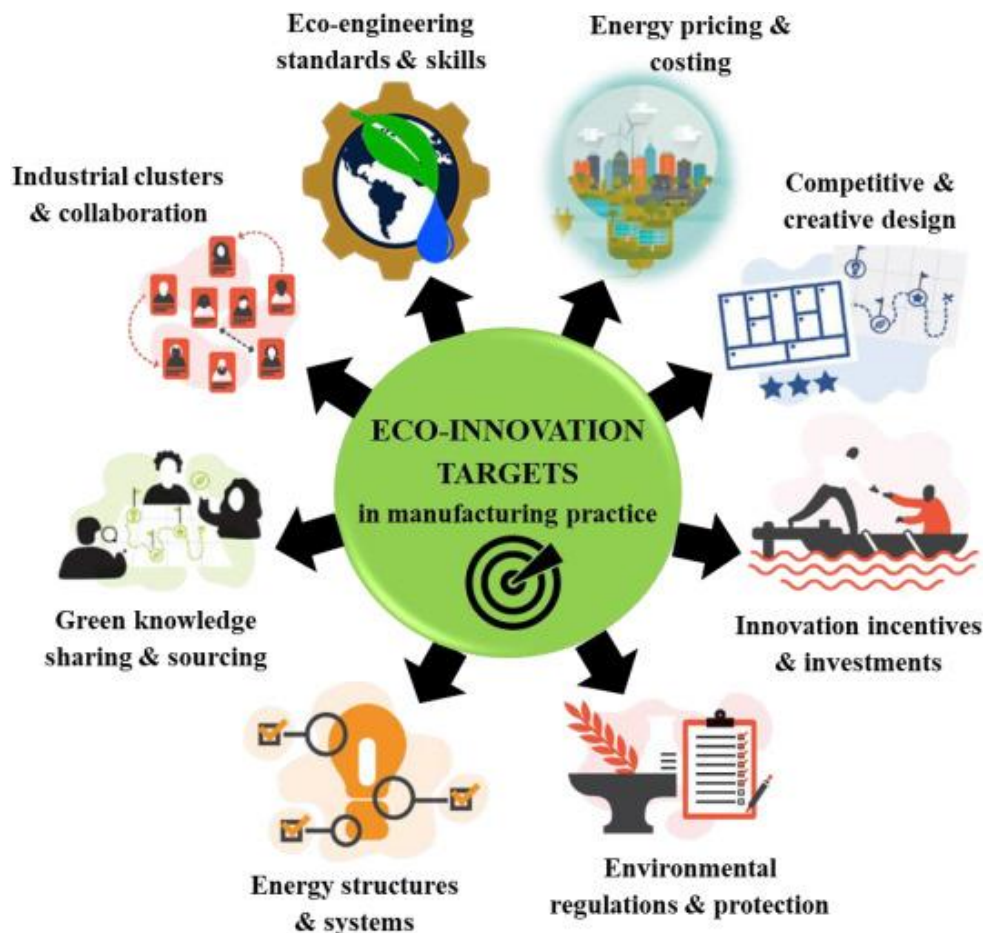 Eco-engineering
standards & skills
Energy pricing &
costing
Industrial clusters
& collaboration
Competitive &
creative design
ECO-INNOVATION
TARGETS
in manufacturing practice
Green knowledge
sharing & sourcing
Innovation incentives
& investments
Energy structures
& systems
Environmental
regulations & protection